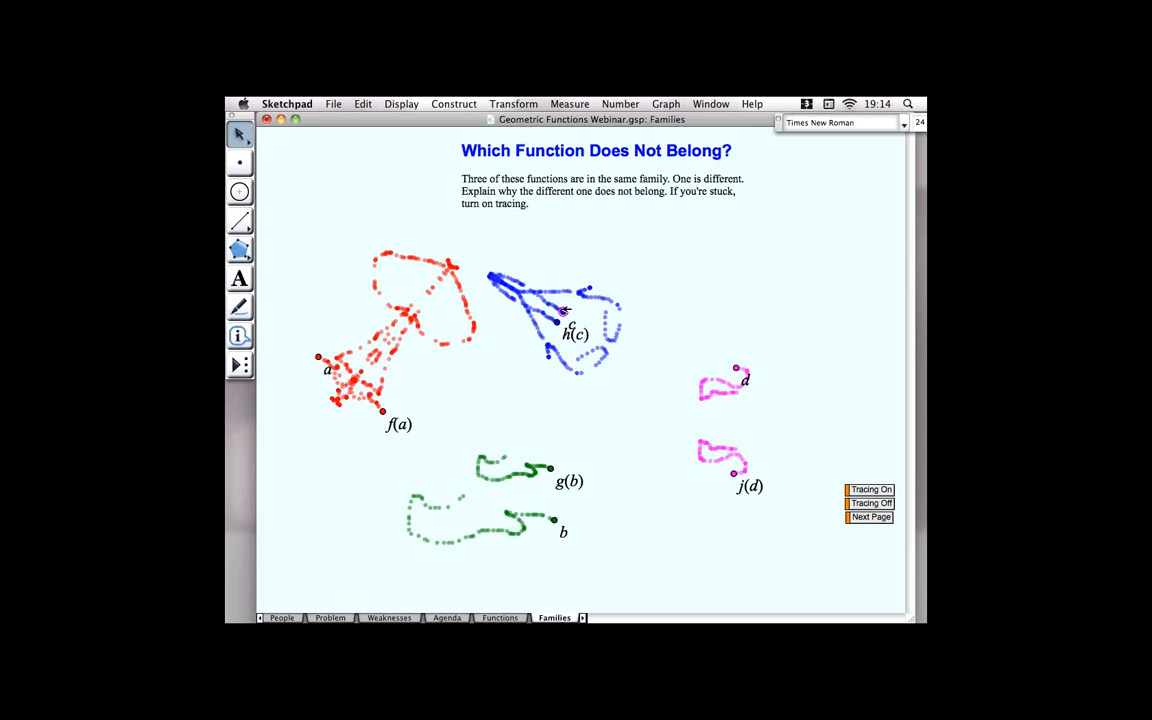 Sketchpad File Edit Display Construct Transform Measure Number Graph Window Help 19:14
Geometric Functions Webinar.gsp: Families
Times New Roman 24
Which Function Does Not Belong?
Three of these functions are in the same family. One is different.
Explain why the different one does not belong. If you're stuck,
turn on tracing.
A
c
h(c)
a
d
f(a)
g(b)
j(d)
b
Tracing On
Tracing Off
Next Page
People Problem Weaknesses Agenda Functions Families